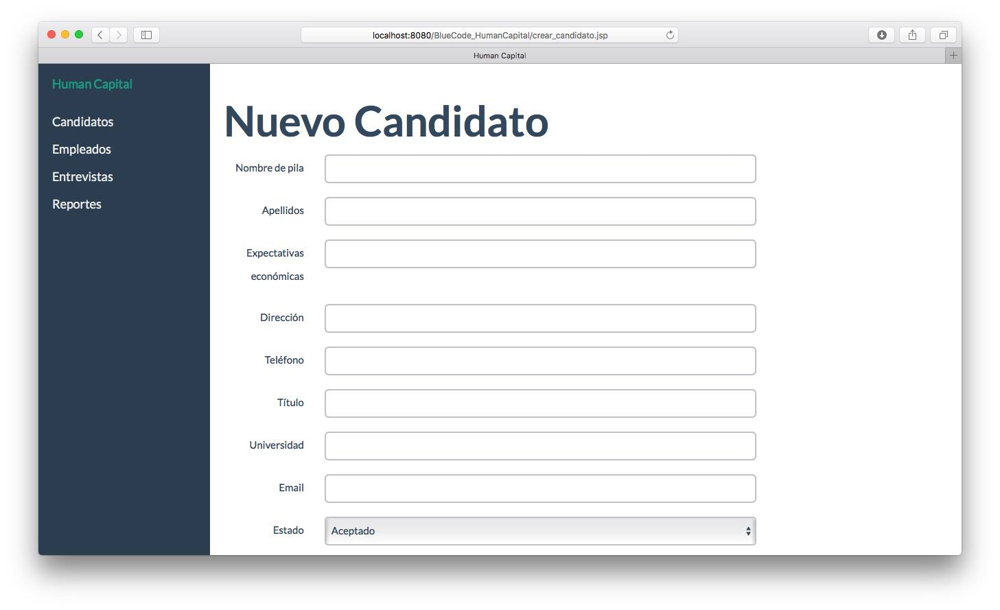 localhost:8080/BlueCode_HumanCapital/crear_candidato.jsp
Human Capital
Human Capital
Candidatos
Empleados
Entrevistas
Reportes
Nuevo Candidato
Nombre de pila
Apellidos
Expectativas
económicas
Dirección
Teléfono
Título
Universidad
Email
Estado
Aceptado